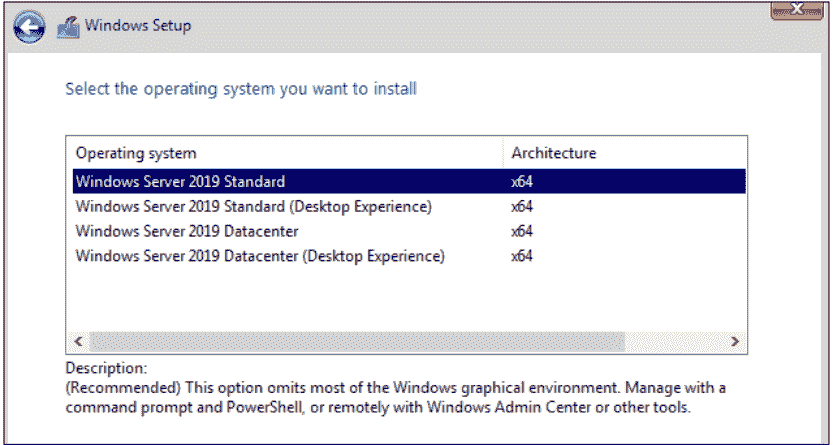 Windows Setup
Select the operating system you want to install
Operating system Architecture
Windows Server 2019 Standard x64
Windows Server 2019 Standard (Desktop Experience) x64
Windows Server 2019 Datacenter x64
Windows Server 2019 Datacenter (Desktop Experience) x64
Description:
(Recommended) This option omits most of the Windows graphical environment. Manage with a
command prompt and PowerShell, or remotely with Windows Admin Center or other tools.